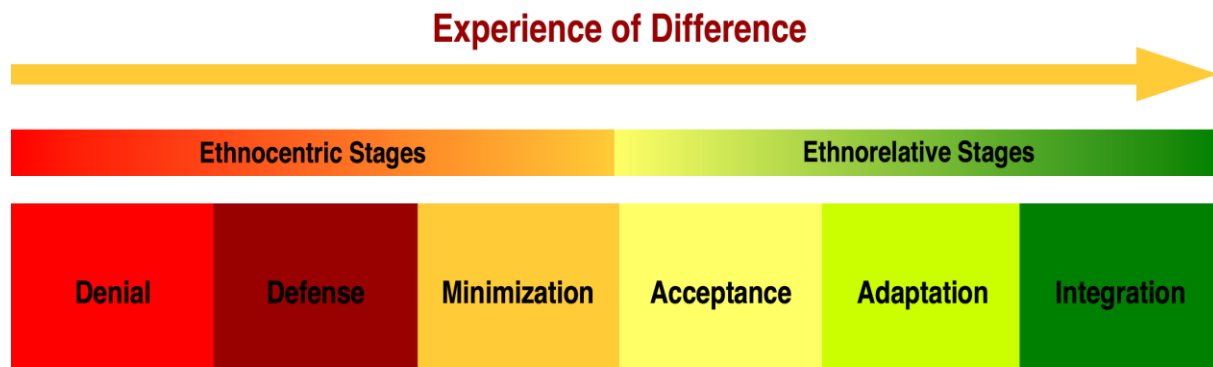 Experience of Difference
Ethnocentric Stages
Ethnorelative Stages
Denial
Defense
Minimization
Acceptance
Adaptation
Integration